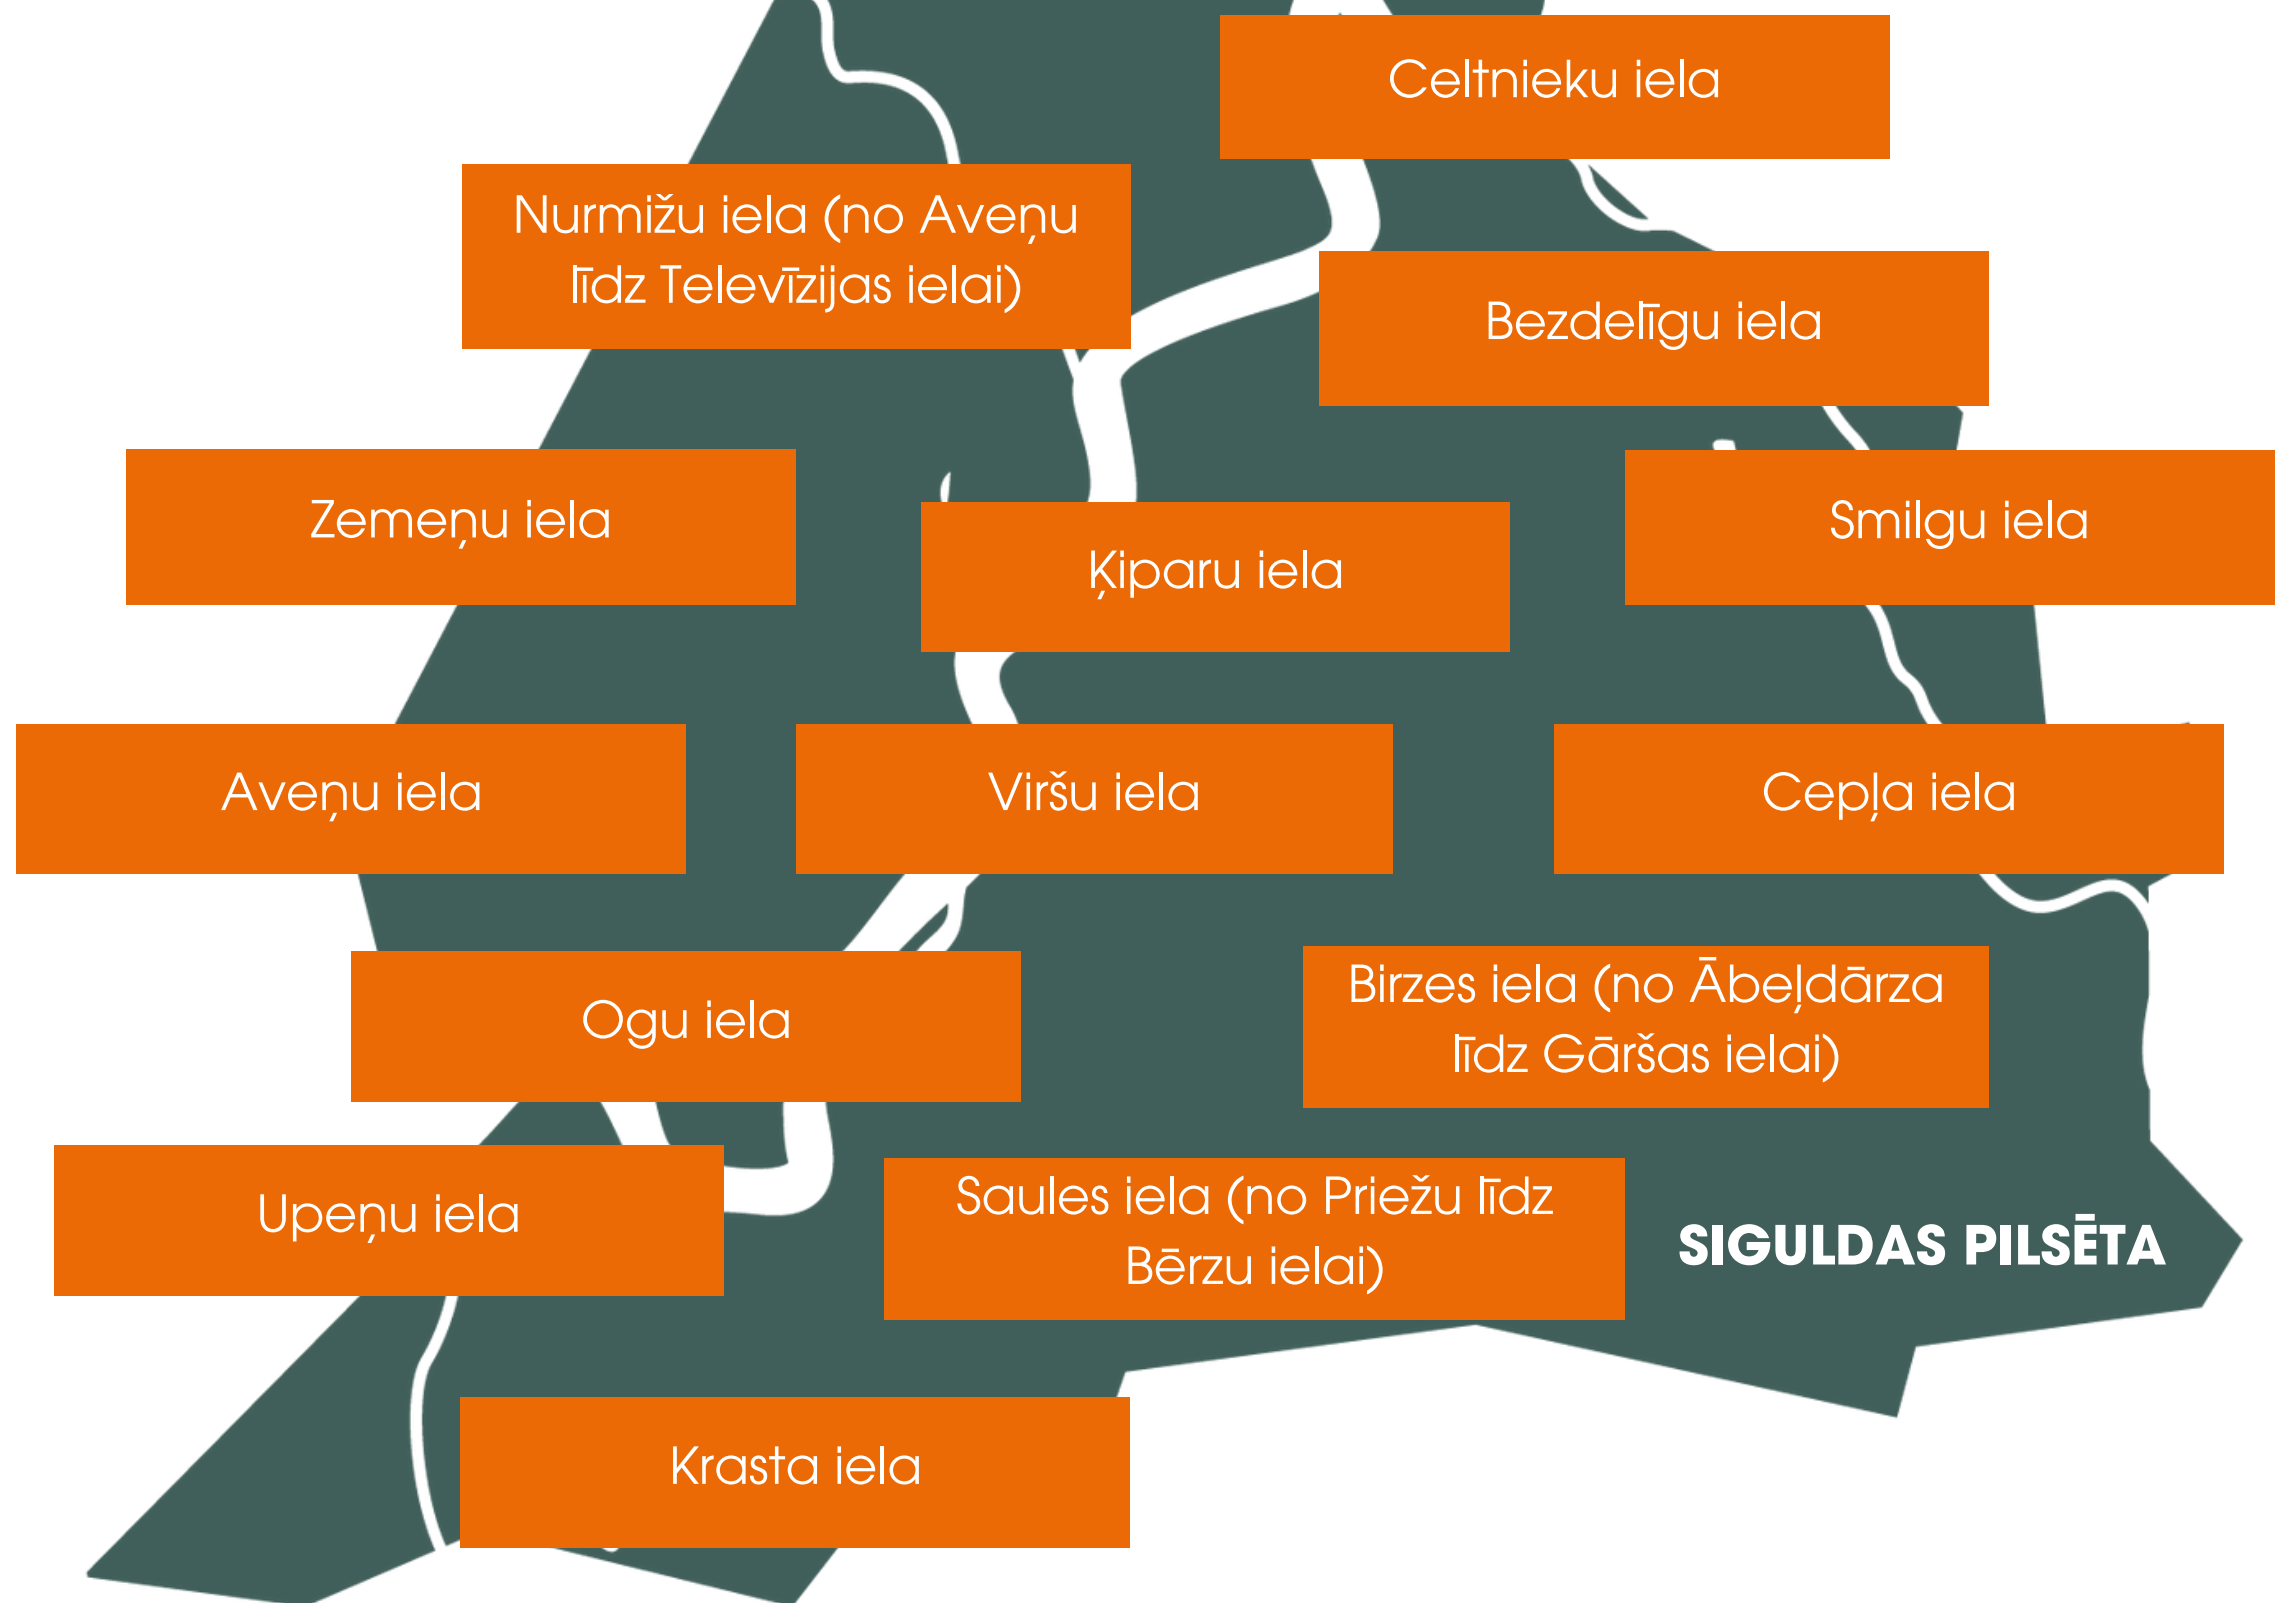 Celtnieku iela
Nurmižu iela (no Aveņu
līdz Televīzijas ielai)
Bezdelīgu iela
Zemeņu iela
Ķiparu iela
Smilgu iela
Aveņu iela
Viršu iela
Cepļa iela
Ogu iela
Birzes iela (no Ābeļdārza
līdz Gāršas ielai)
Upeņu iela
Saules iela (no Priežu līdz
Bērzu ielai)
SIGULDAS PILSĒTA
Krasta iela